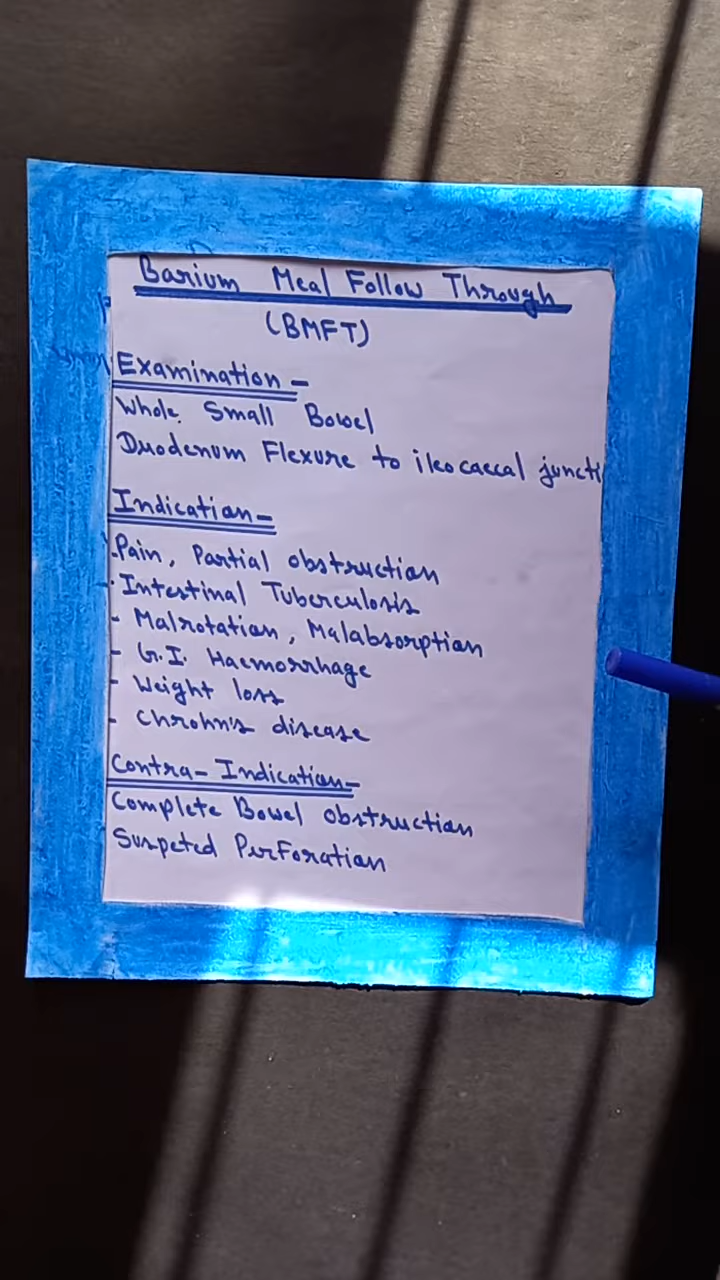 Barium Meal Follow Through
(BMFT)
Examination -
Whole Small Bowel
Duodenum Flexure to ileocaecal juncti
Indication -
- Pain, Partial obstruction
- Intestinal Tuberculosis
- Malrotation, Malabsorption
- G.I. Haemorrhage
- Weight loss
- Chrohn's disease
Contra-Indication -
Complete Bowel obstruction
Suspeted Perforation